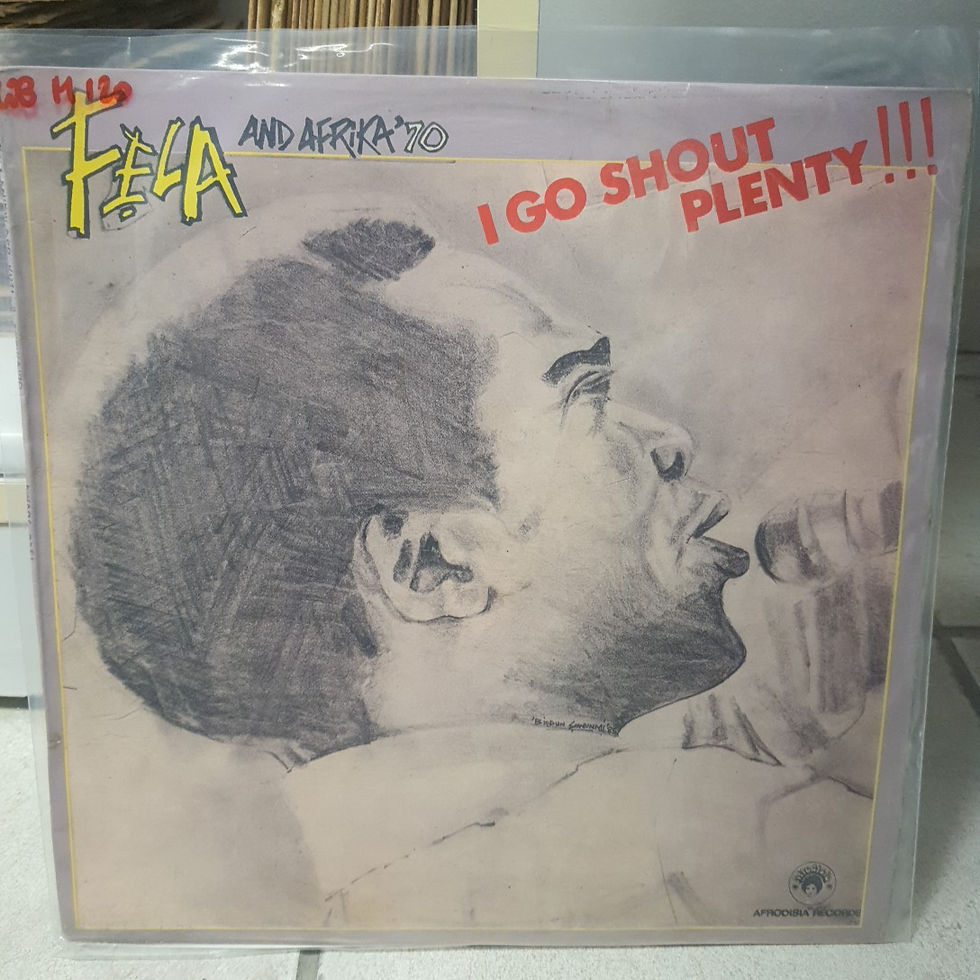 FELA
AND AFRIKA '70
I GO SHOUT
PLENTY!!!
AFRODISIA RECORDS